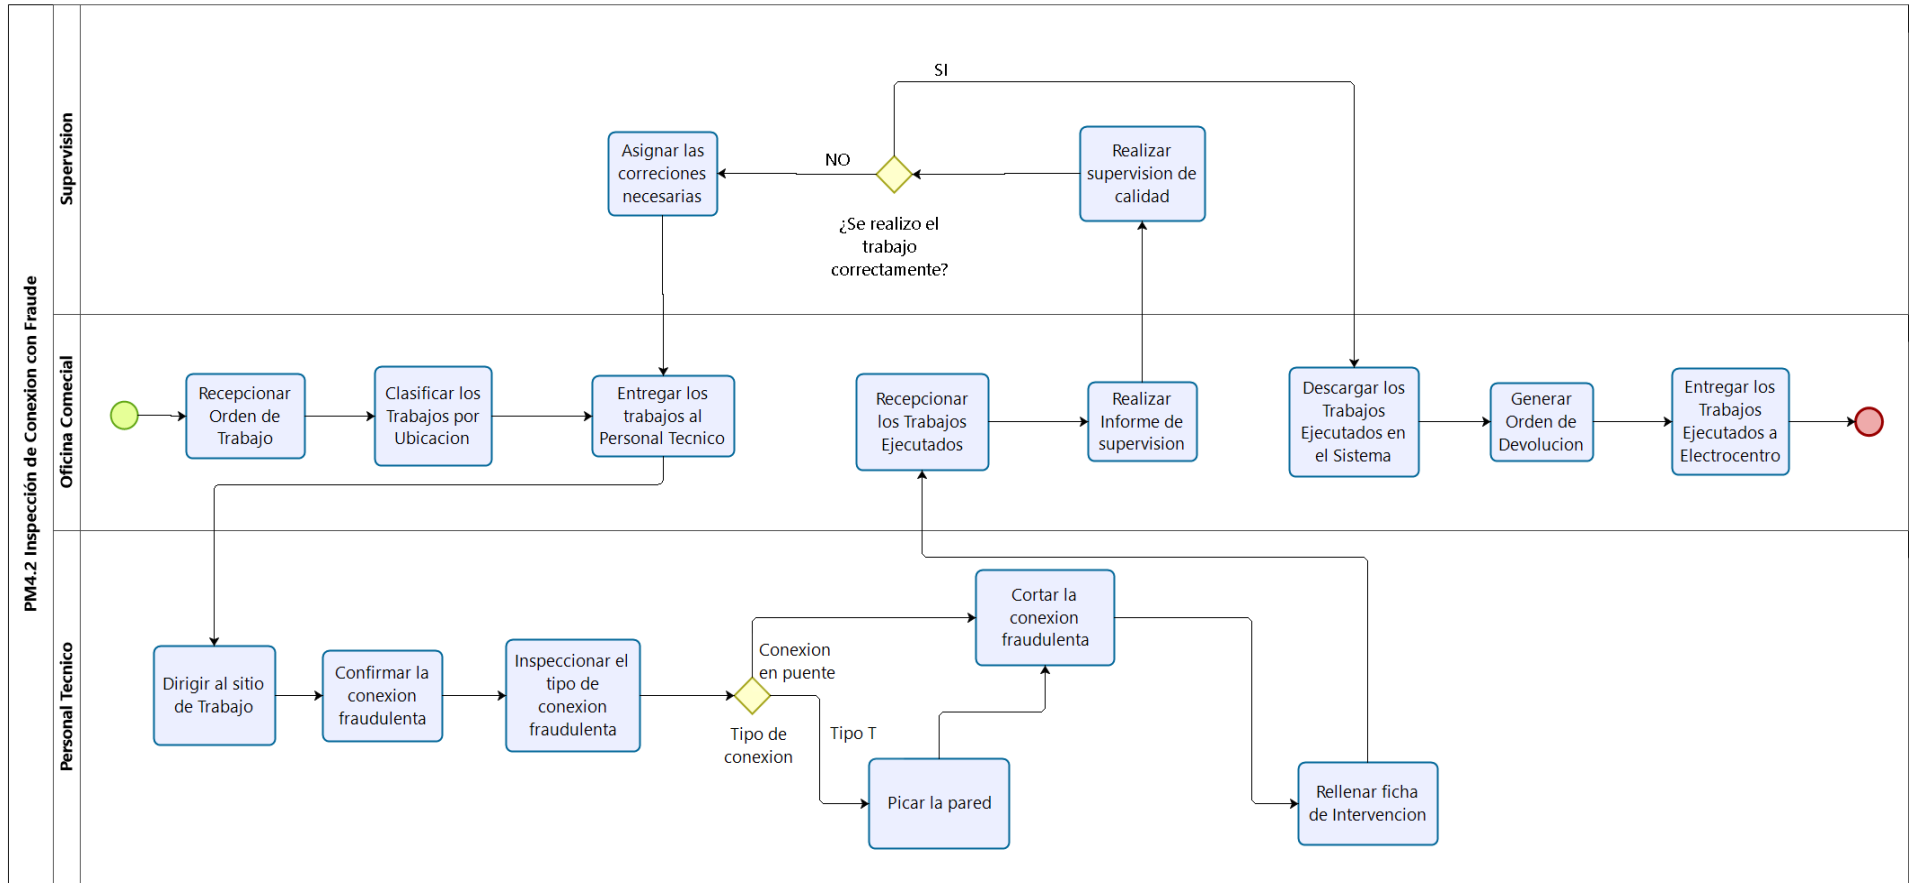 PM4.2 Inspección de Conexion con Fraude
Supervision
SI
Asignar las
correciones
necesarias
NO
¿Se realizo el
trabajo
correctamente?
Realizar
supervision de
calidad
Oficina Comecial
Recepcionar
Orden de
Trabajo
Clasificar los
Trabajos por
Ubicacion
Entregar los
trabajos al
Personal Tecnico
Recepcionar
los Trabajos
Ejecutados
Realizar
Informe de
supervision
Descargar los
Trabajos
Ejecutados en
el Sistema
Generar
Orden de
Devolucion
Entregar los
Trabajos
Ejecutados a
Electrocentro
Personal Tecnico
Dirigir al sitio
de Trabajo
Confirmar la
conexion
fraudulenta
Inspeccionar el
tipo de
conexion
fraudulenta
Conexion
en puente
Tipo de
conexion
Tipo T
Picar la pared
Cortar la
conexion
fraudulenta
Rellenar ficha
de Intervencion